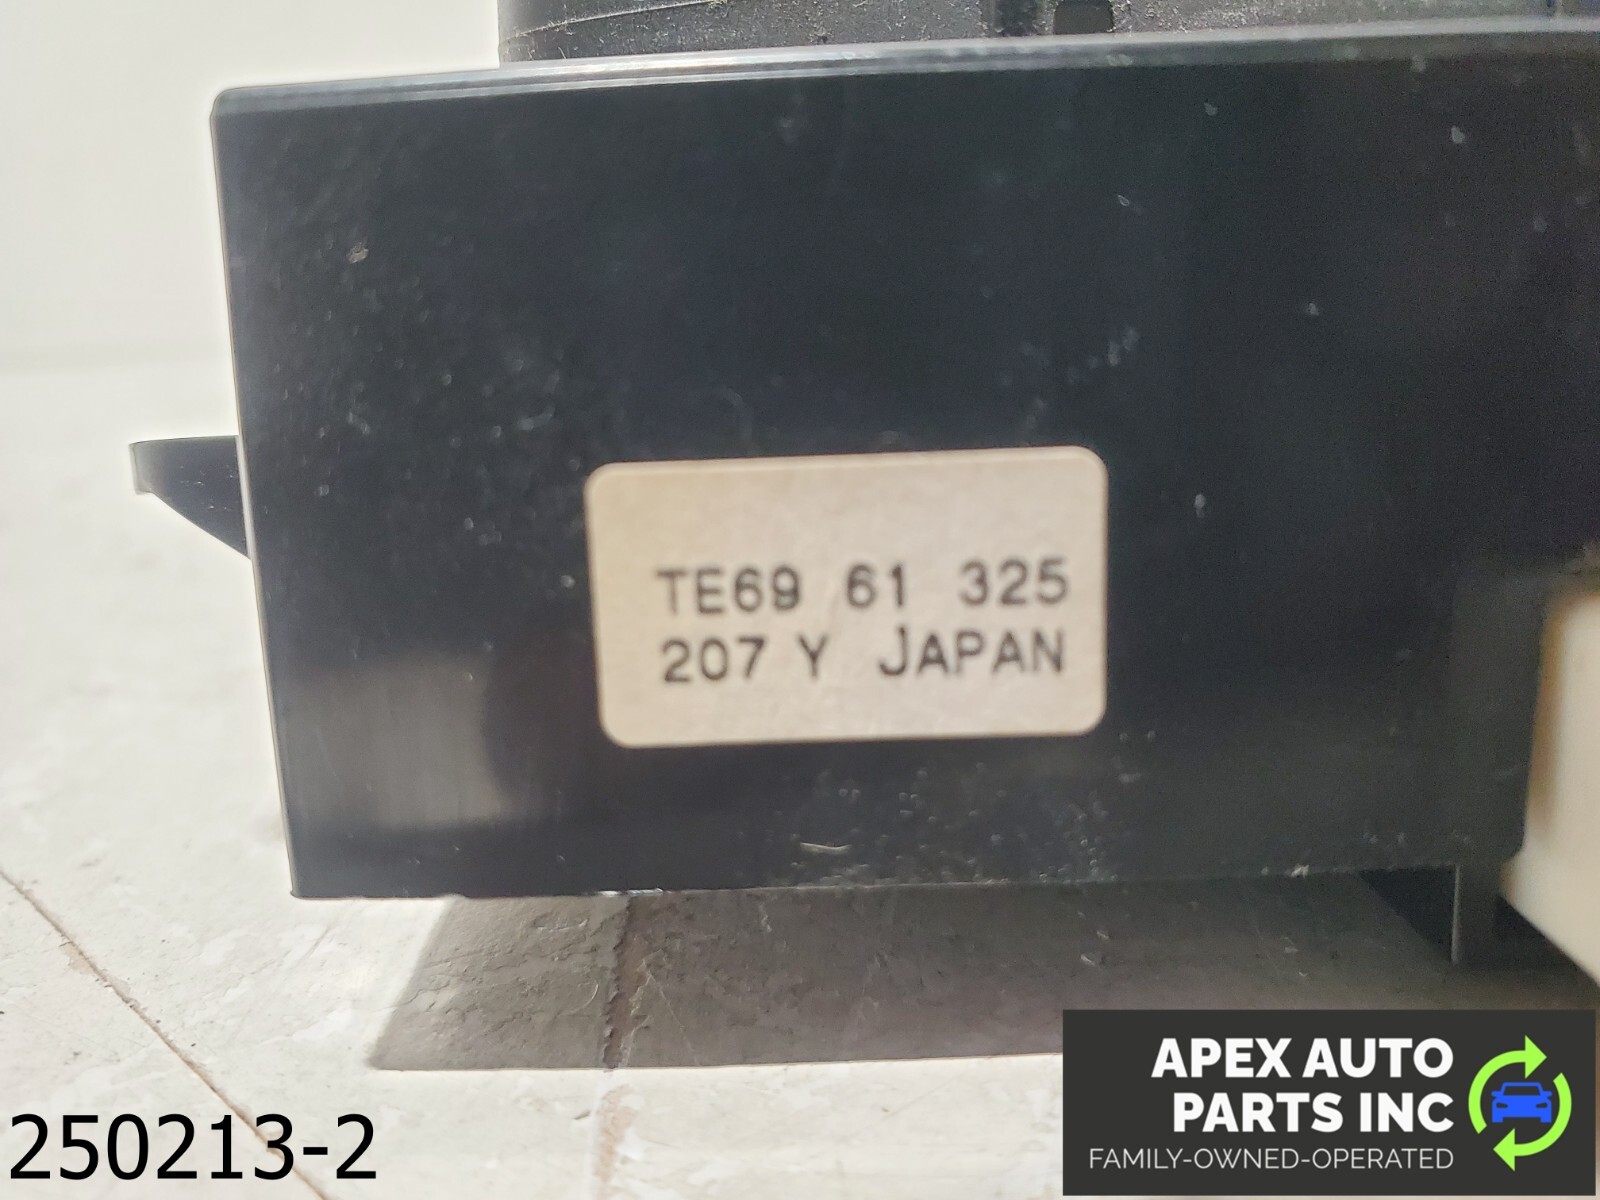 TE69 61 325
207 Y JAPAN
APEX AUTO
PARTS INC
FAMILY-OWNED-OPERATED
250213-2